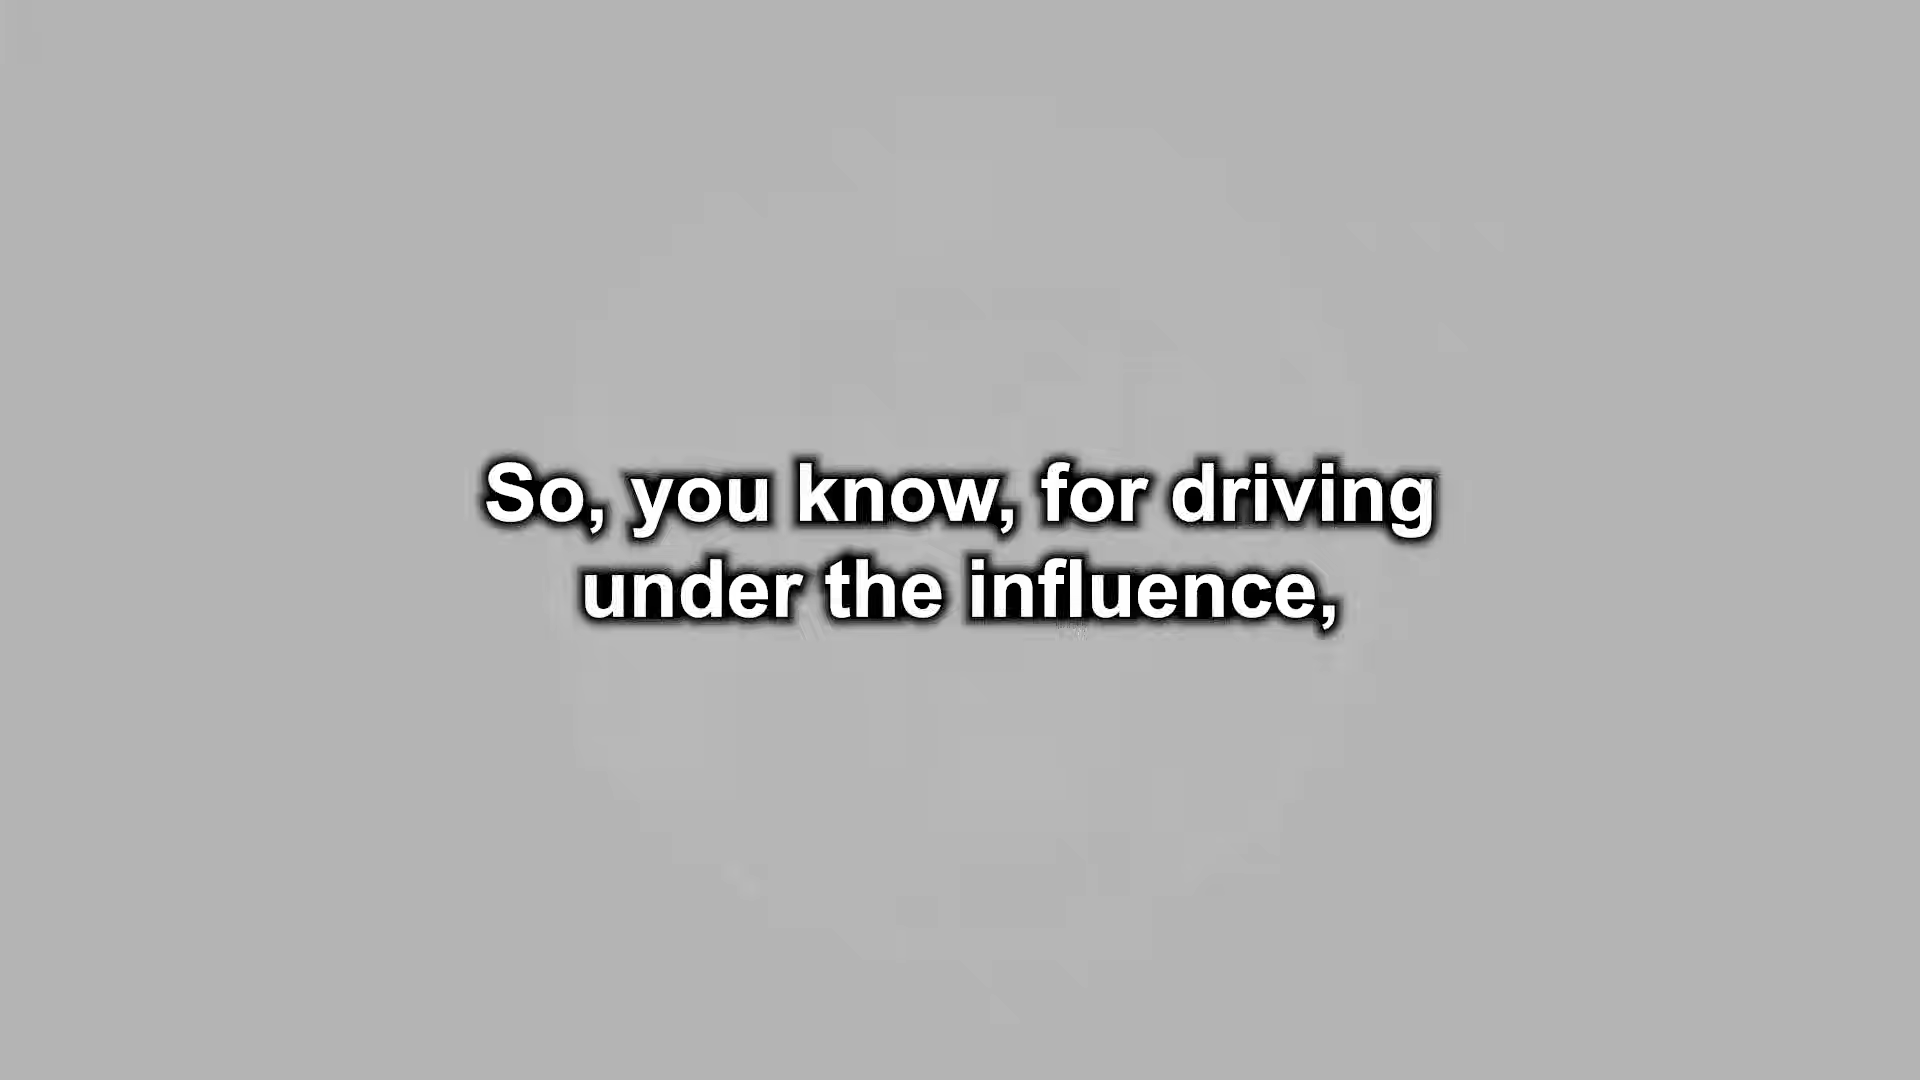 So, you know, for driving
under the influence,